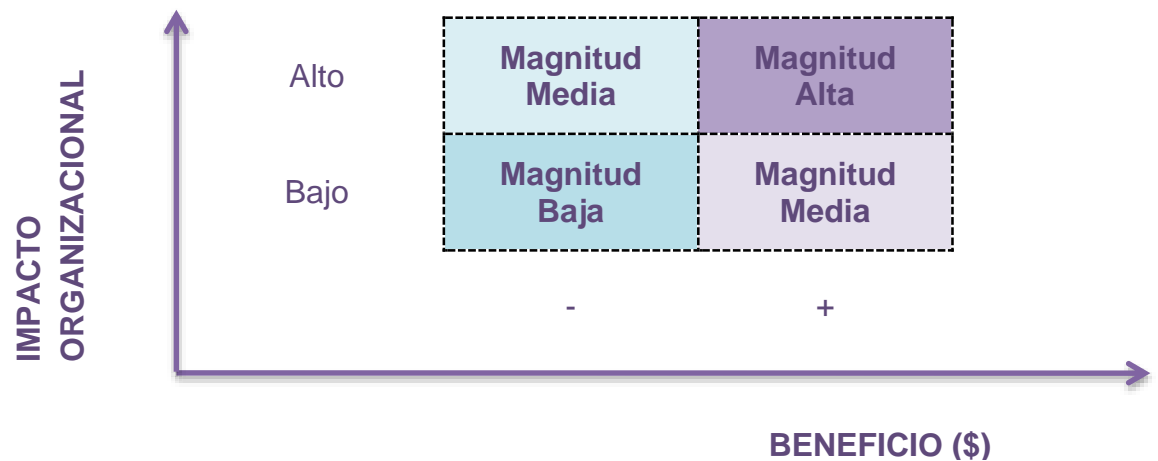 IMPACTO
ORGANIZACIONAL
Alto
Magnitud
Media
Magnitud
Alta
Bajo
Magnitud
Baja
Magnitud
Media
-
+
BENEFICIO ($)